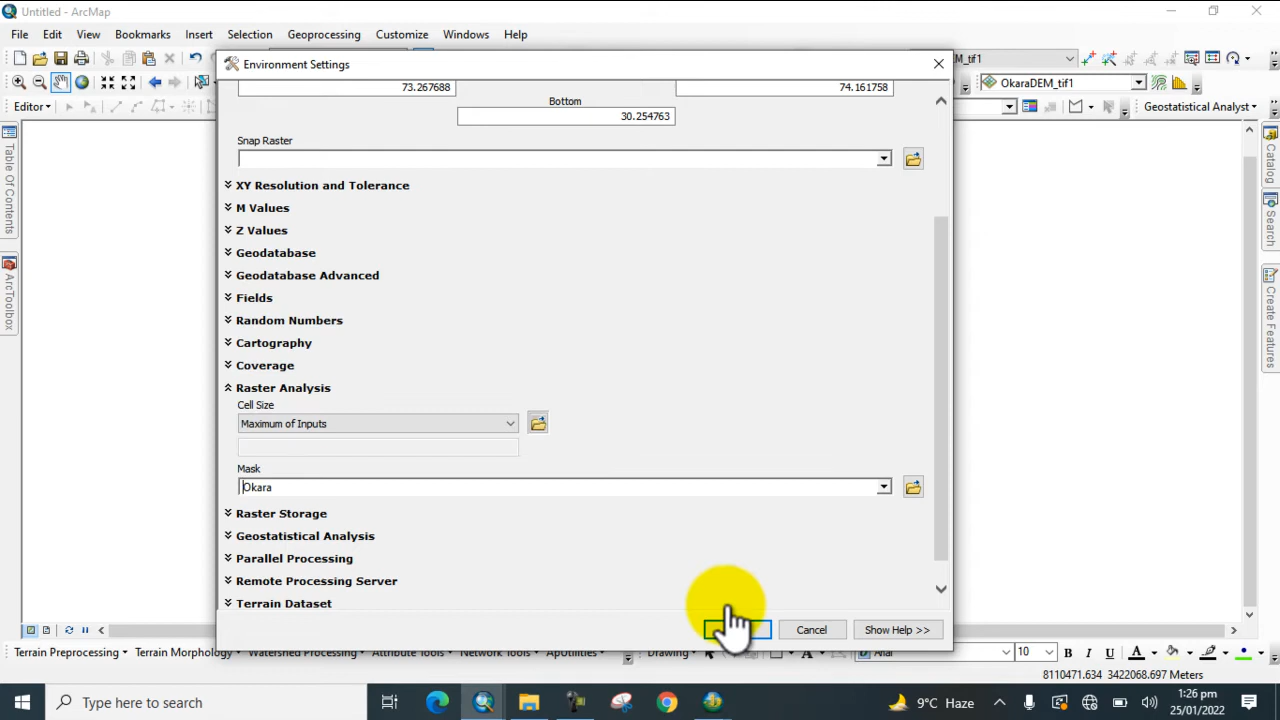 Untitled - ArcMap
File Edit View Bookmarks Insert Selection Geoprocessing Customize Windows Help
Environment Settings
M_tif1
OkaraDEM_tif1
Editor
Geostatistical Analyst
73.267688
74.161758
Bottom
30.254763
Snap Raster
XY Resolution and Tolerance
M Values
Z Values
Geodatabase
Geodatabase Advanced
Fields
Random Numbers
Cartography
Coverage
Raster Analysis
Cell Size
Maximum of Inputs
Mask
Okara
Raster Storage
Geostatistical Analysis
Parallel Processing
Remote Processing Server
Terrain Dataset
Cancel
Show Help >>
Table Of Contents
ArcToolbox
Catalog
Search
Create Features
Terrain Preprocessing Terrain Morphology Watershed Processing Attribute Tools Network Tools ApUtilities Drawing Arial 10 B I U A
8110471.634 3422068.697 Meters
Type here to search
9°C Haze
1:26 pm
25/01/2022